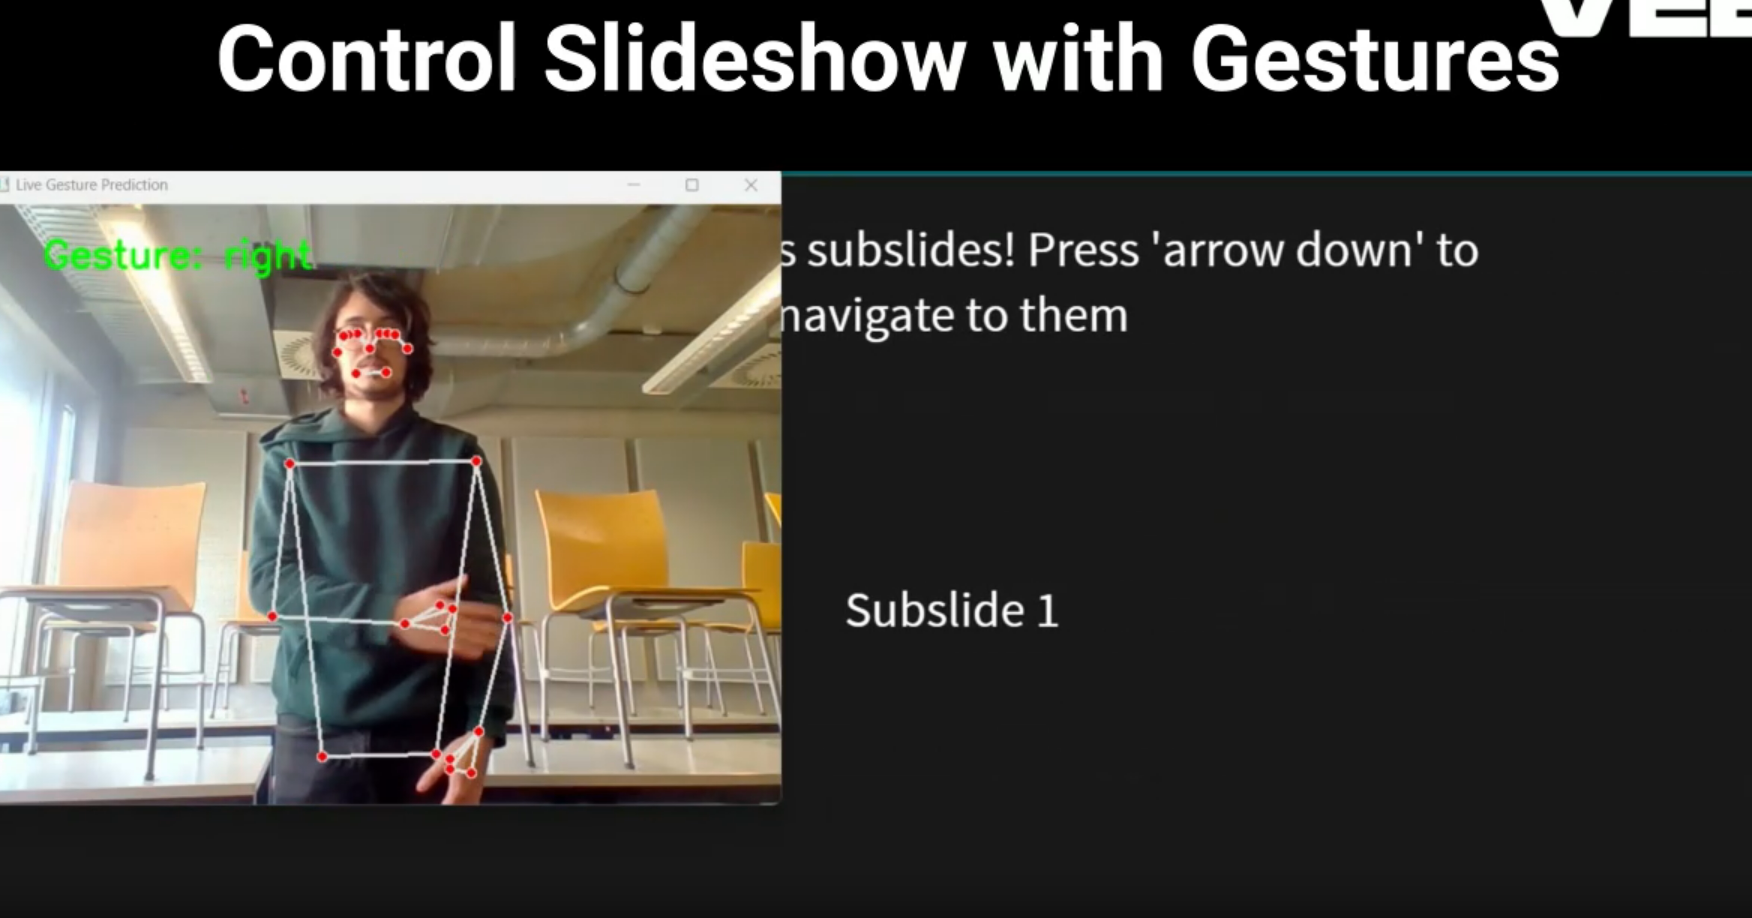 Control Slideshow with Gestures
Live Gesture Prediction
Gesture: right
s subslides! Press 'arrow down' to
navigate to them
Subslide 1